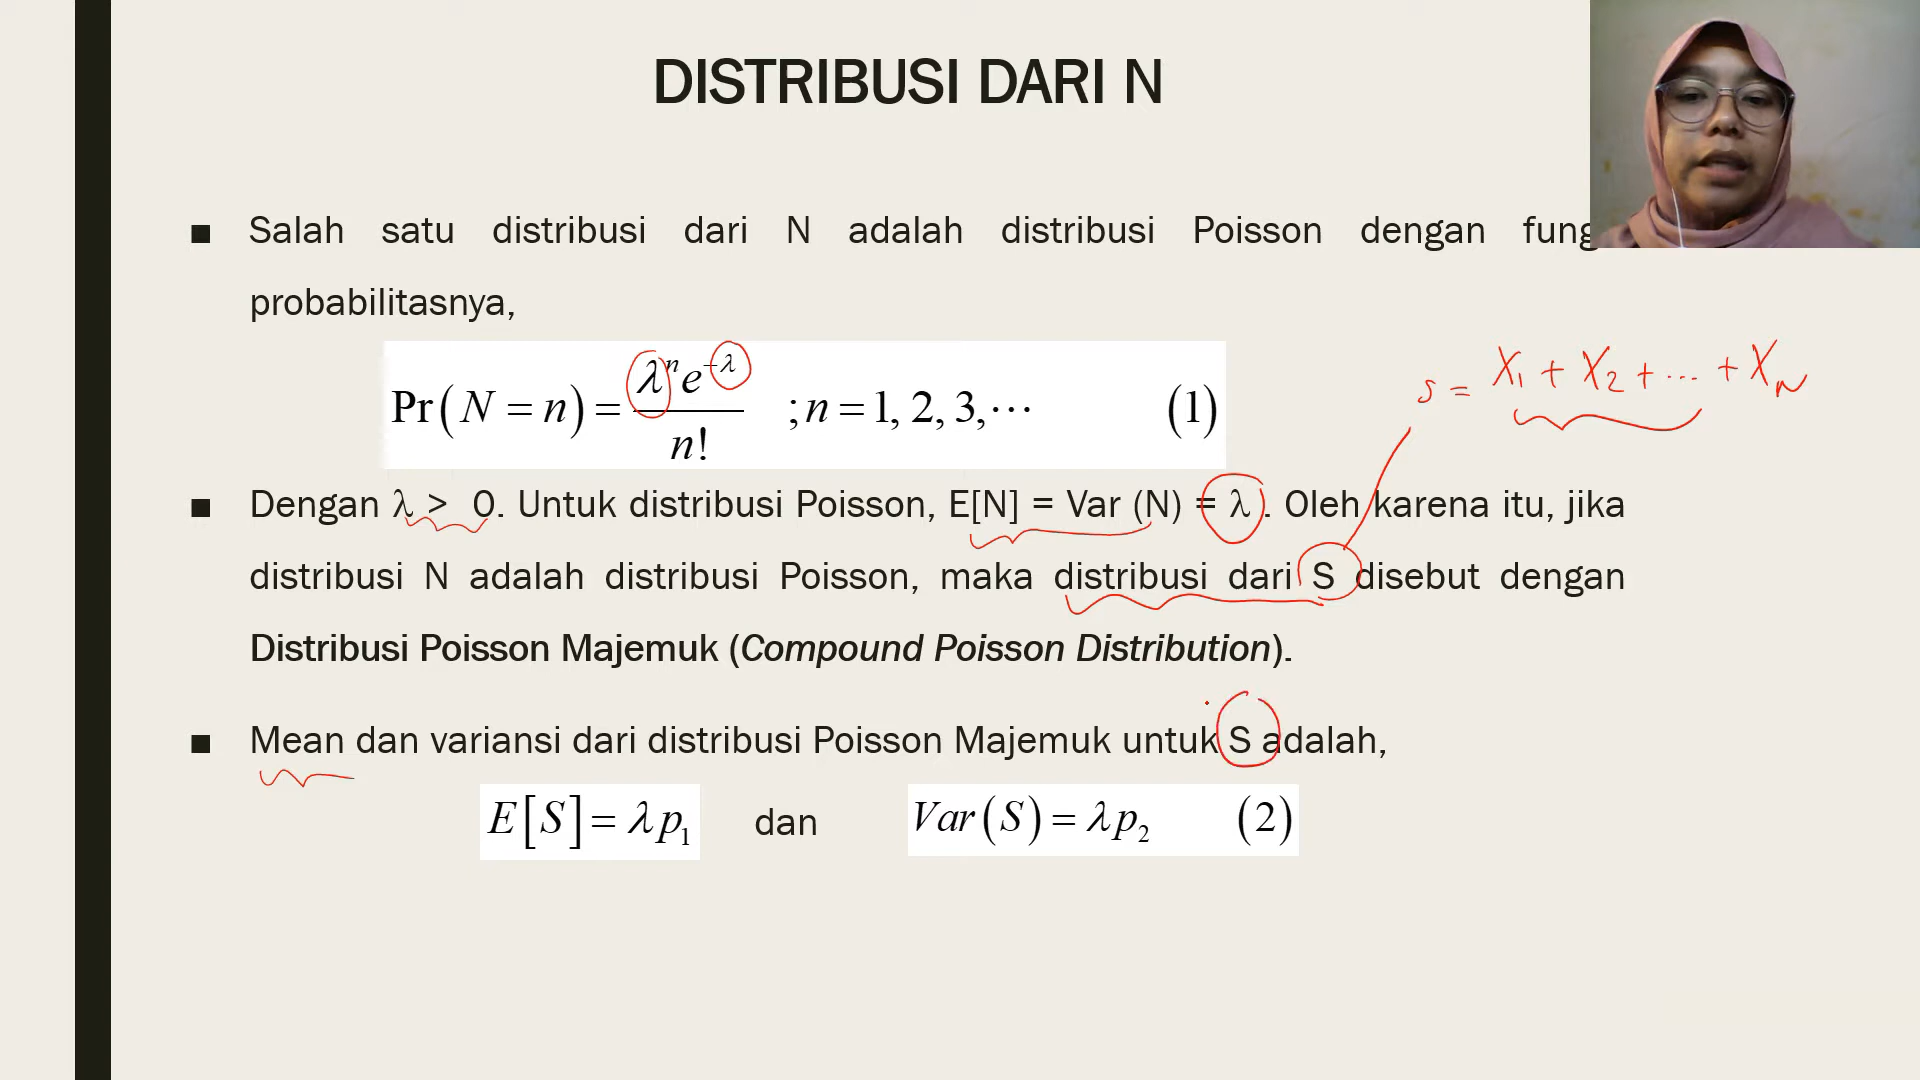 DISTRIBUSI DARI N
■ Salah satu distribusi dari N adalah distribusi Poisson dengan
probabilitasnya,
Pr(N = n) = λⁿe^{-λ} / n! ; n = 1, 2, 3, ⋯ (1)
s = X₁ + X₂ + ... + X_N
■ Dengan λ > 0. Untuk distribusi Poisson, E[N] = Var (N) = λ . Oleh karena itu, jika
distribusi N adalah distribusi Poisson, maka distribusi dari S disebut dengan
Distribusi Poisson Majemuk (Compound Poisson Distribution).
■ Mean dan variansi dari distribusi Poisson Majemuk untuk S adalah,
E[S] = λp₁ dan Var(S) = λp₂ (2)